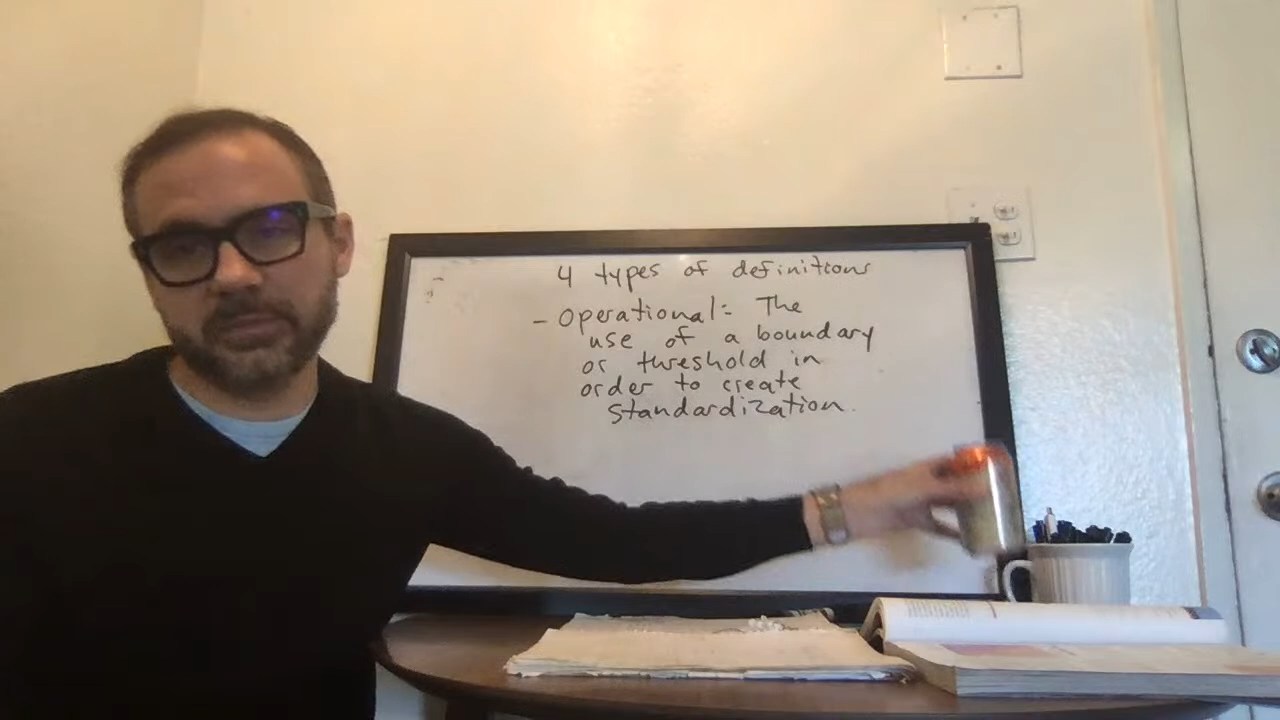 4 types of definitions
- Operational: The
use of a boundary
or threshold in
order to create
Standardization.